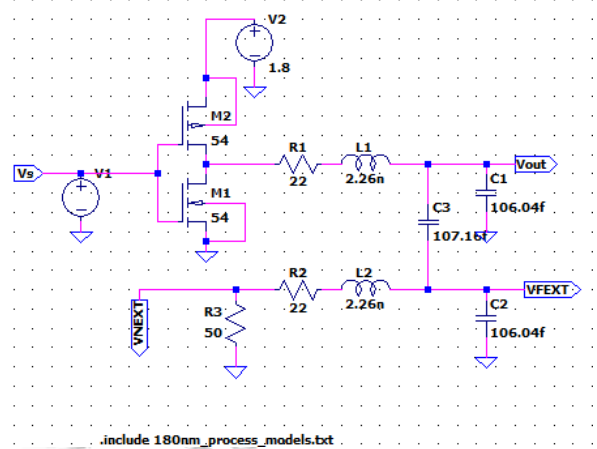 V2
1.8
M2
54
Vs
V1
R1
22
L1
2.26n
Vout
M1
54
C1
106.04f
C3
107.16f
VNEXT
R3
50
R2
22
L2
2.26n
VFEXT
C2
106.04f
.include 180nm_process_models.txt